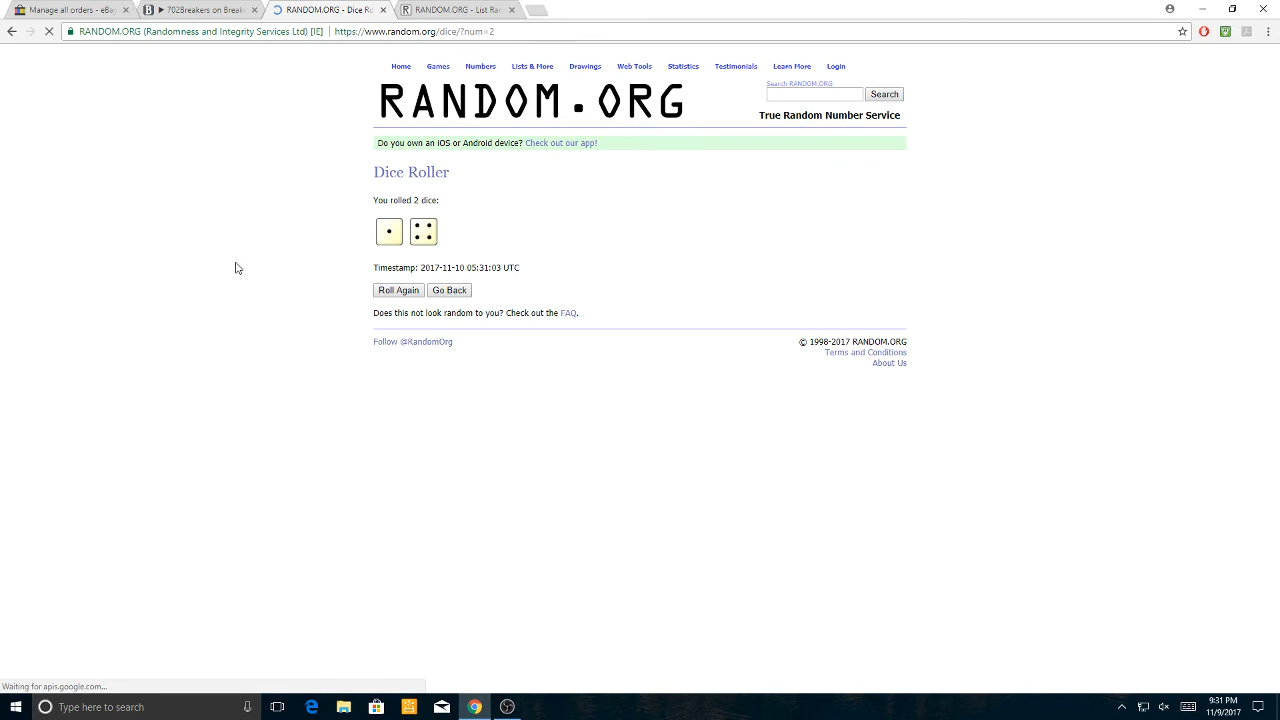 Manage all orders - eBay
▶ 702Breakers on Break
RANDOM.ORG - Dice Ro
RANDOM.ORG - List Ran
RANDOM.ORG (Randomness and Integrity Services Ltd) [IE] https://www.random.org/dice/?num=2
Home Games Numbers Lists & More Drawings Web Tools Statistics Testimonials Learn More Login
RANDOM.ORG
Search RANDOM.ORG
Search
True Random Number Service
Do you own an iOS or Android device? Check out our app!
Dice Roller
You rolled 2 dice:
Timestamp: 2017-11-10 05:31:03 UTC
Roll Again Go Back
Does this not look random to you? Check out the FAQ.
Follow @RandomOrg
© 1998-2017 RANDOM.ORG
Terms and Conditions
About Us
Waiting for apis.google.com...
Type here to search
9:31 PM
11/9/2017